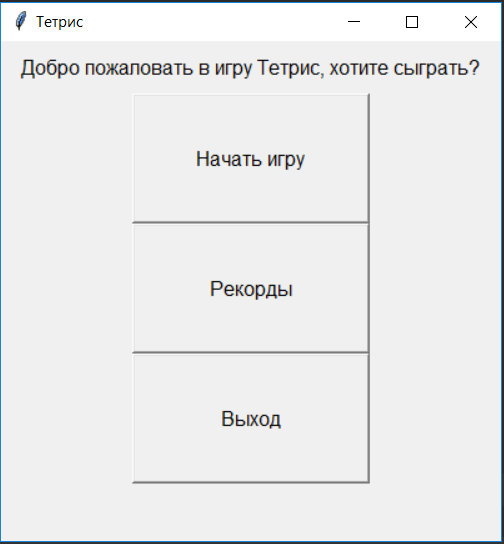 Тетрис
Добро пожаловать в игру Тетрис, хотите сыграть?
Начать игру
Рекорды
Выход